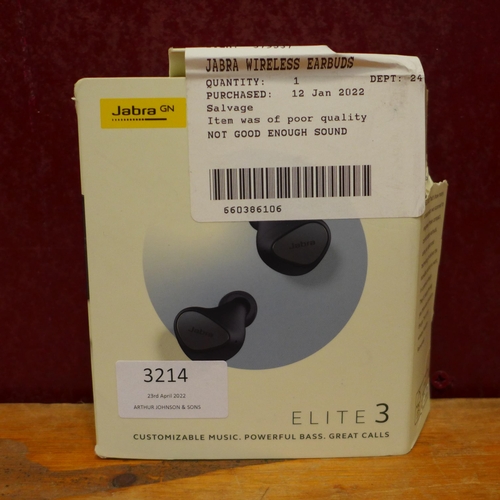 JABRA WIRELESS EARBUDS
QUANTITY: 1 DEPT: 24
PURCHASED: 12 Jan 2022
Salvage
Item was of poor quality
NOT GOOD ENOUGH SOUND
660386106
Jabra GN
Jabra
Jabra
3214
23rd April 2022
ARTHUR JOHNSON & SONS
ELITE 3
CUSTOMIZABLE MUSIC. POWERFUL BASS. GREAT CALLS